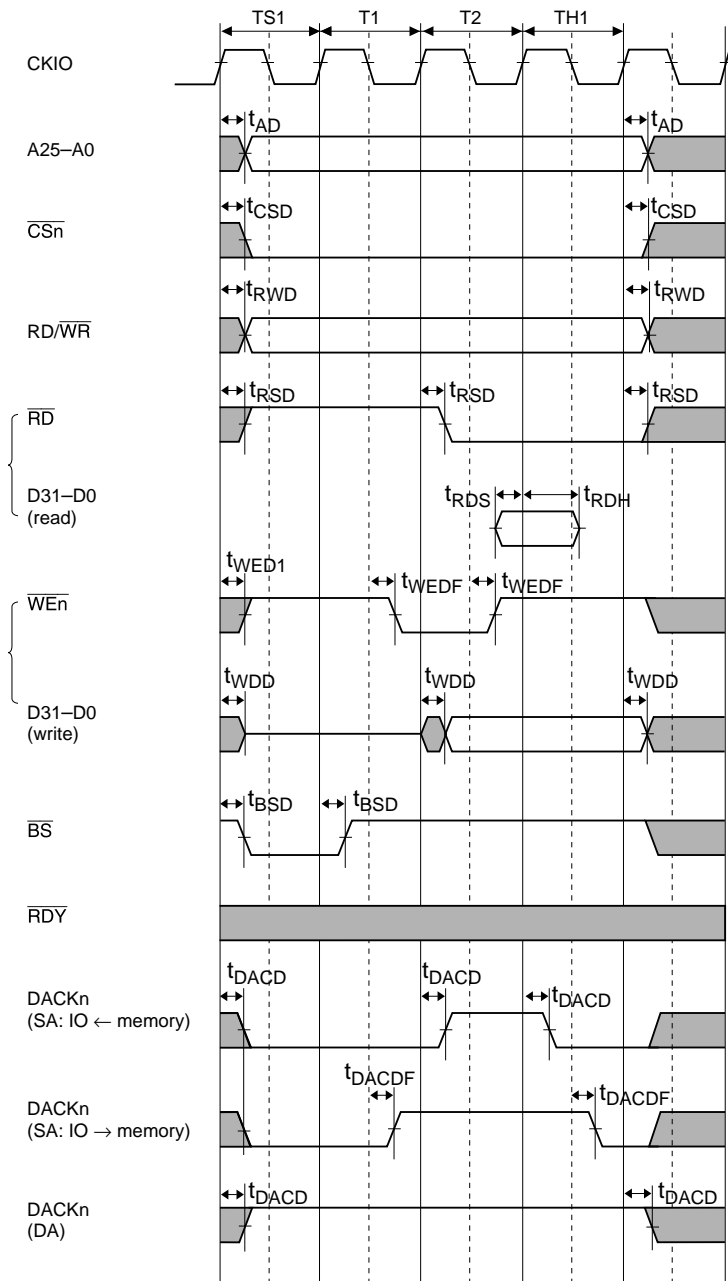 TS1 T1 T2 TH1
CKIO
tAD tAD
A25–A0
tCSD tCSD
CSn
tRWD tRWD
RD/WR
tRSD tRSD tRSD
RD
D31–D0
(read)
tRDS tRDH
tWED1
tWEDF tWEDF
WEn
tWDD tWDD tWDD
D31–D0
(write)
tBSD tBSD
BS
RDY
tDACD tDACD tDACD
DACKn
(SA: IO ← memory)
tDACDF tDACDF
DACKn
(SA: IO → memory)
tDACD tDACD
DACKn
(DA)